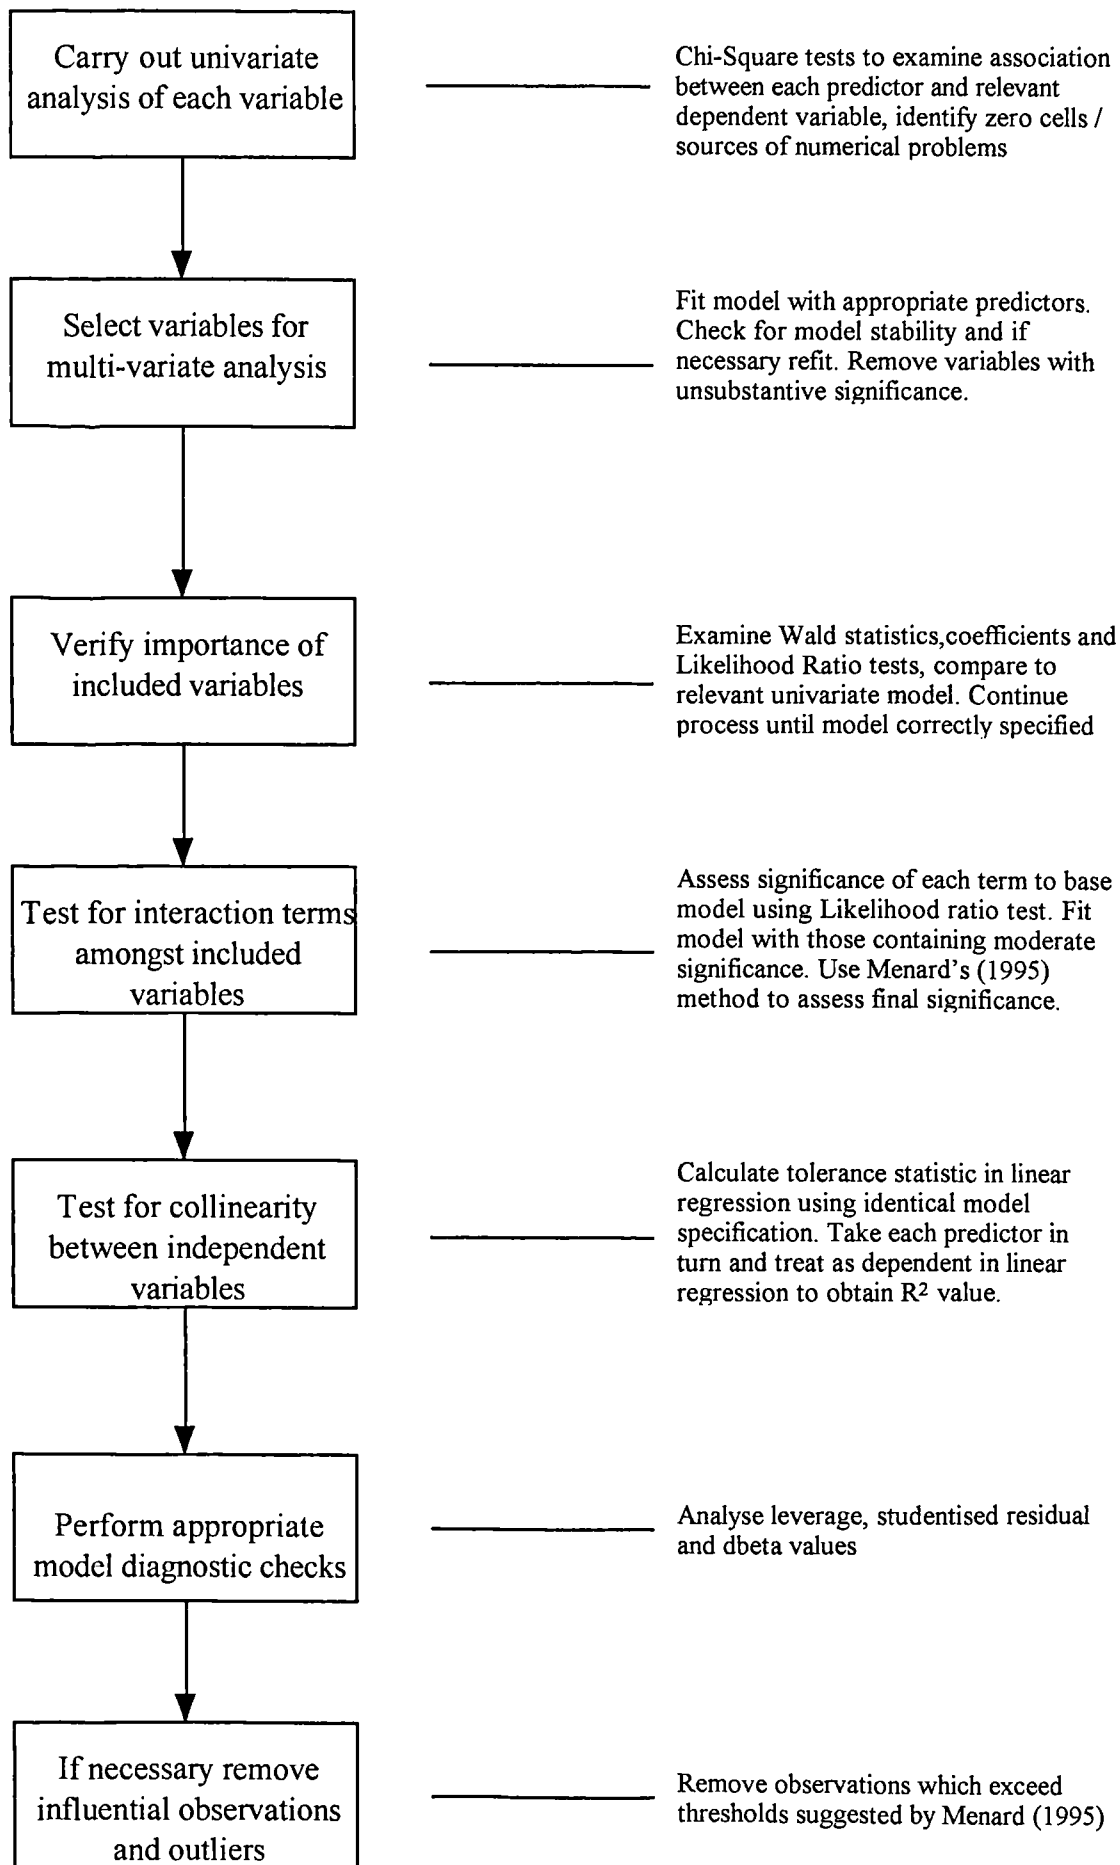 Carry out univariate
analysis of each variable
Chi-Square tests to examine association
between each predictor and relevant
dependent variable, identify zero cells /
sources of numerical problems
Select variables for
multi-variate analysis
Fit model with appropriate predictors.
Check for model stability and if
necessary refit. Remove variables with
unsubstantive significance.
Verify importance of
included variables
Examine Wald statistics,coefficients and
Likelihood Ratio tests, compare to
relevant univariate model. Continue
process until model correctly specified
Test for interaction terms
amongst included
variables
Assess significance of each term to base
model using Likelihood ratio test. Fit
model with those containing moderate
significance. Use Menard's (1995)
method to assess final significance.
Test for collinearity
between independent
variables
Calculate tolerance statistic in linear
regression using identical model
specification. Take each predictor in
turn and treat as dependent in linear
regression to obtain R² value.
Perform appropriate
model diagnostic checks
Analyse leverage, studentised residual
and dbeta values
If necessary remove
influential observations
and outliers
Remove observations which exceed
thresholds suggested by Menard (1995)